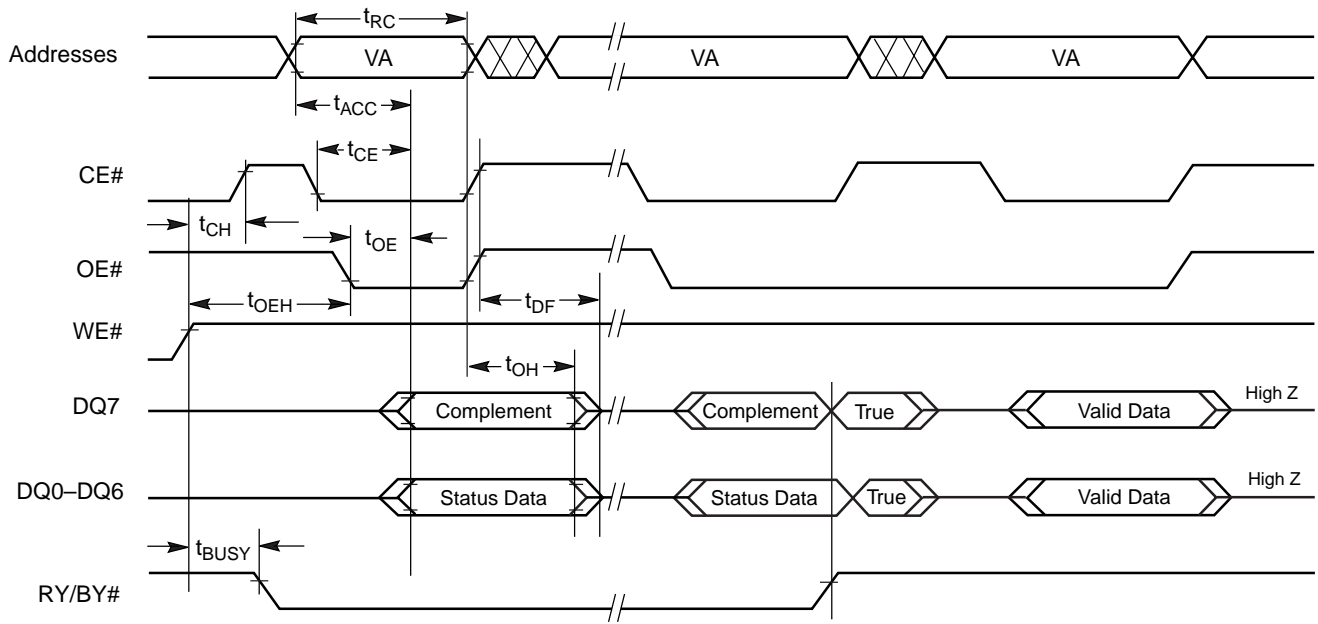 tRC
Addresses VA VA VA
tACC
tCE
CE#
tCH
tOE
OE#
tOEH tDF
WE#
tOH
DQ7 Complement Complement True Valid Data High Z
DQ0–DQ6 Status Data Status Data True Valid Data High Z
tBUSY
RY/BY#